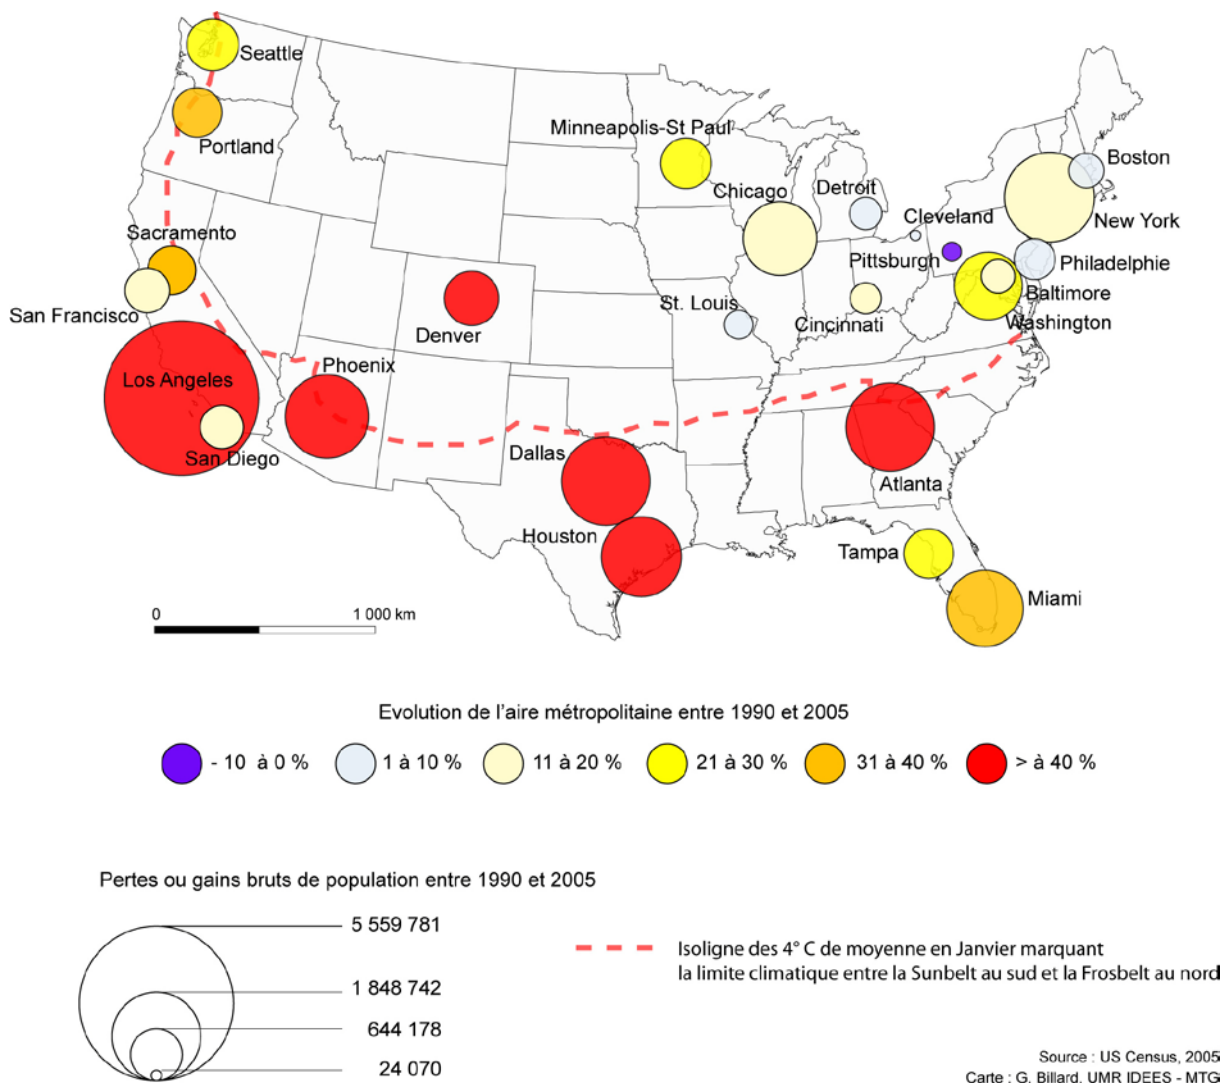 Seattle
Portland
Minneapolis-St Paul
Chicago
Detroit
Boston
New York
Cleveland
Pittsburgh
Philadelphie
Baltimore
Washington
Sacramento
San Francisco
Denver
St. Louis
Cincinnati
Los Angeles
Phoenix
San Diego
Dallas
Houston
Atlanta
Tampa
Miami
0 1 000 km
Evolution de l'aire métropolitaine entre 1990 et 2005
- 10 à 0 % 1 à 10 % 11 à 20 % 21 à 30 % 31 à 40 % > à 40 %
Pertes ou gains bruts de population entre 1990 et 2005
5 559 781
1 848 742
644 178
24 070
Isoligne des 4° C de moyenne en Janvier marquant
la limite climatique entre la Sunbelt au sud et la Frosbelt au nord
Source : US Census, 2005
Carte : G. Billard, UMR IDEES - MTG